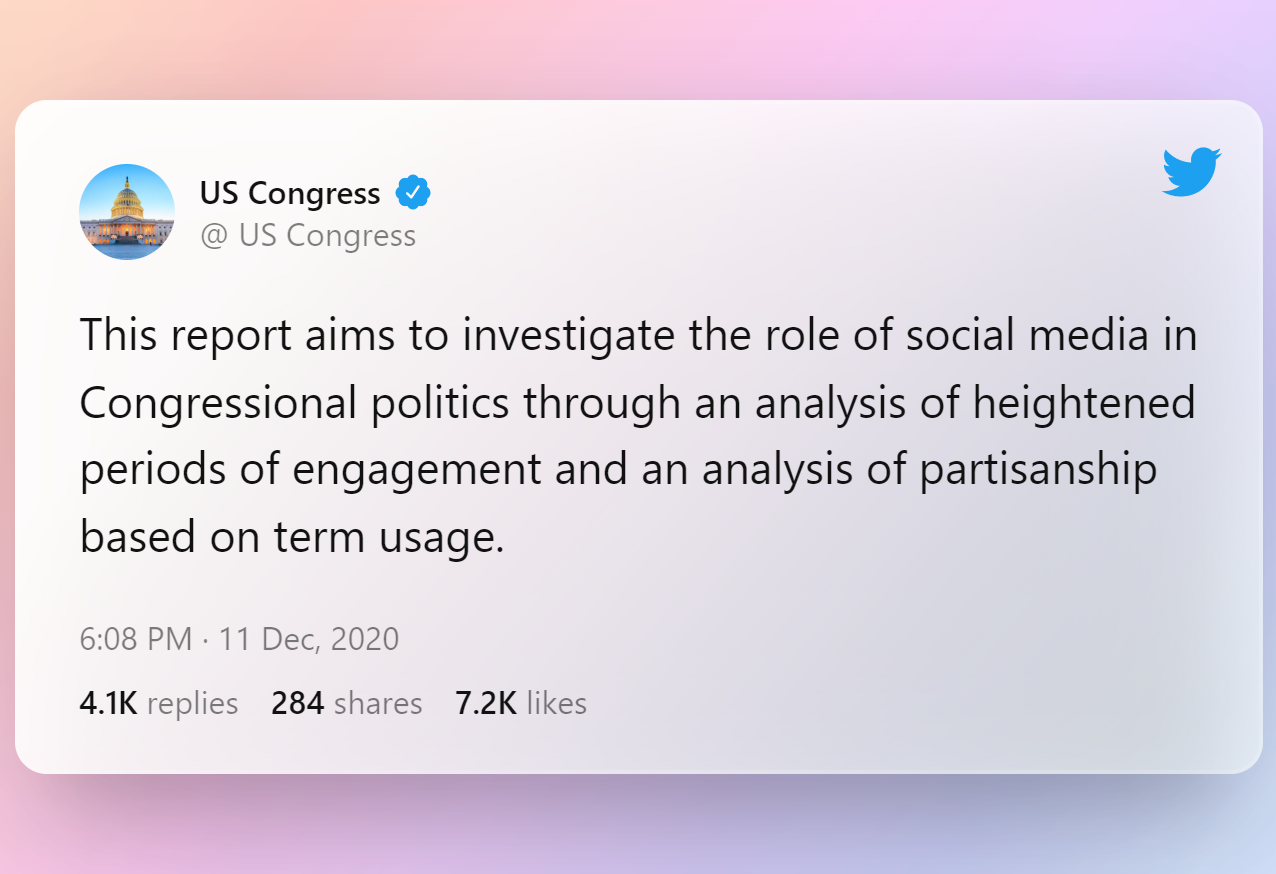 US Congress
@ US Congress
This report aims to investigate the role of social media in
Congressional politics through an analysis of heightened
periods of engagement and an analysis of partisanship
based on term usage.
6:08 PM · 11 Dec, 2020
4.1K replies 284 shares 7.2K likes